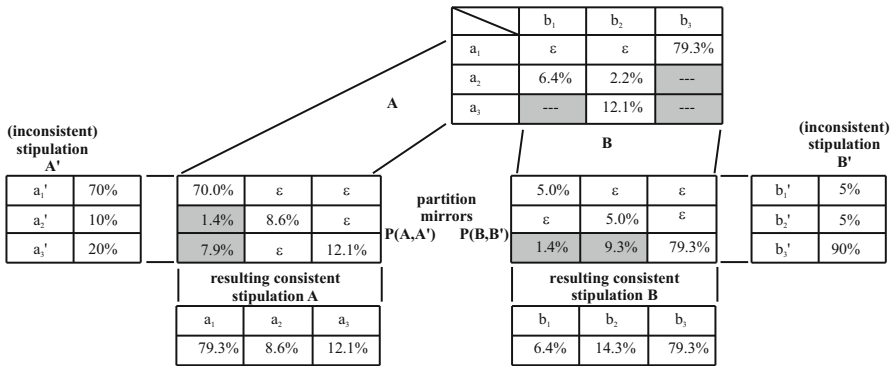 b₁ b₂ b₃
a₁ ε ε 79.3%
a₂ 6.4% 2.2% ---
a₃ --- 12.1% ---
A
B
(inconsistent)
stipulation
A'
a₁' 70%
a₂' 10%
a₃' 20%
70.0% ε ε
1.4% 8.6% ε
7.9% ε 12.1%
partition
mirrors
P(A,A') P(B,B')
5.0% ε ε
ε 5.0% ε
1.4% 9.3% 79.3%
(inconsistent)
stipulation
B'
b₁' 5%
b₂' 5%
b₃' 90%
resulting consistent
stipulation A
a₁ a₂ a₃
79.3% 8.6% 12.1%
resulting consistent
stipulation B
b₁ b₂ b₃
6.4% 14.3% 79.3%